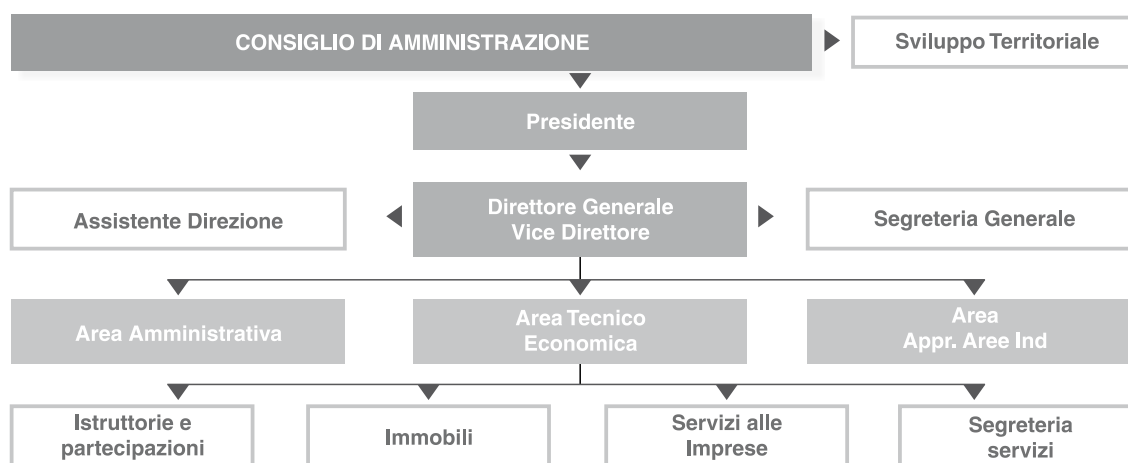 CONSIGLIO DI AMMINISTRAZIONE
Sviluppo Territoriale
Presidente
Assistente Direzione
Direttore Generale
Vice Direttore
Segreteria Generale
Area Amministrativa
Area Tecnico
Economica
Area
Appr. Aree Ind
Istruttorie e
partecipazioni
Immobili
Servizi alle
Imprese
Segreteria
servizi